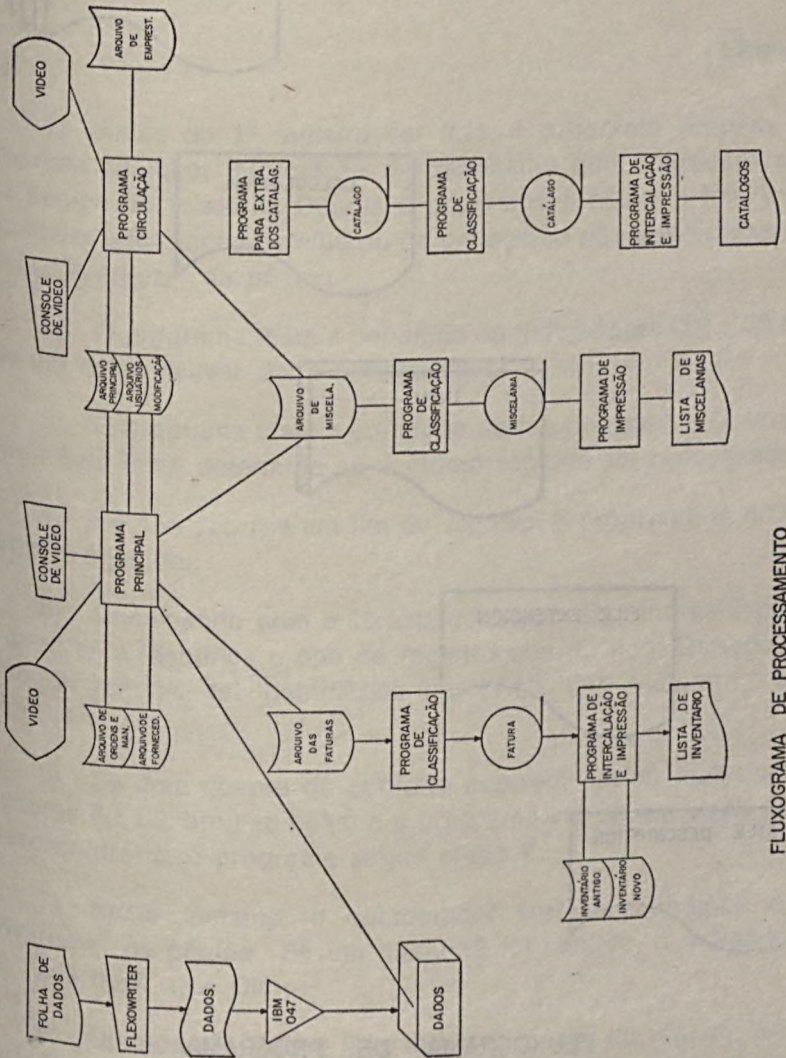 FOLHA DE
DADOS
FLEXOWRITER
DADOS.
IBM
047
DADOS
VIDEO
CONSOLE
DE VIDEO
ARQUIVO DE
ORDENS E
MAN.
ARQUIVO DE
FORNECED.
PROGRAMA
PRINCIPAL
ARQUIVO
PRINCIPAL
ARQUIVO
USUÁRIOS.
MODIFICAÇÃ
CONSOLE
DE VIDEO
VIDEO
PROGRAMA
CIRCULAÇÃO
ARQUIVO
DE
EMPREST.
ARQUIVO
DAS
FATURAS
PROGRAMA
DE
CLASSIFICAÇÃO
FATURA
PROGRAMA DE
INTERCALAÇÃO
E IMPRESSÃO
INVENTÁRIO
ANTIGO
INVENTÁRIO
NOVO
LISTA DE
INVENTARIO
ARQUIVO
DE
MISCELA.
PROGRAMA
DE
CLASSIFICAÇÃO
MISCELANIA
PROGRAMA DE
IMPRESSÃO
LISTA DE
MISCELANIAS
PROGRAMA
PARA EXTRA.
DOS CATALAG.
CATÁLAGO
PROGRAMA
DE
CLASSIFICAÇÃO
CATÁLAGO
PROGRAMA DE
INTERCALAÇÃO
E IMPRESSÃO
CATALOGOS
FLUXOGRAMA DE PROCESSAMENTO